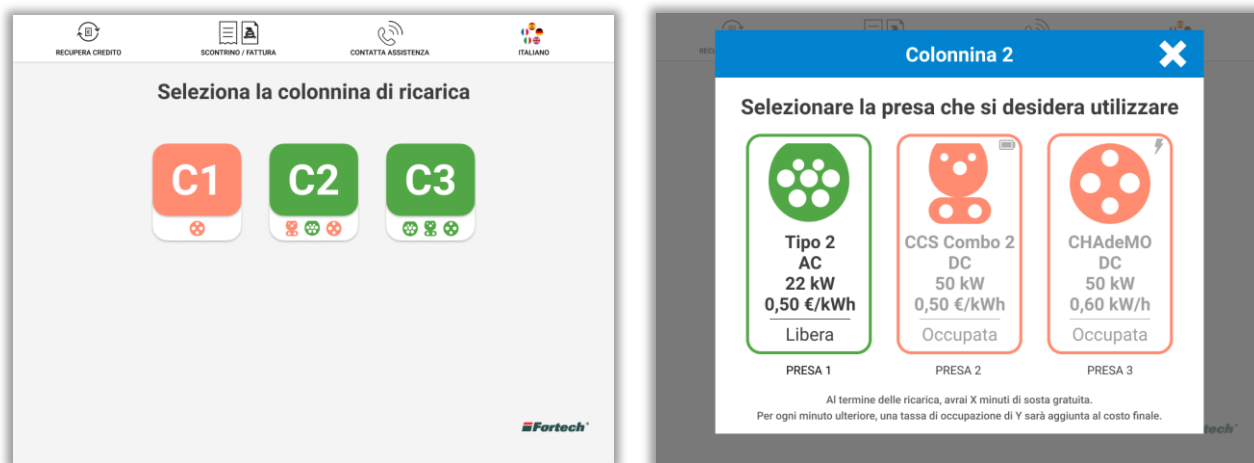 RECUPERA CREDITO
SCONTRINO / FATTURA
CONTATTA ASSISTENZA
ITALIANO
Seleziona la colonnina di ricarica
C1
C2
C3
Fortech
Colonnina 2
Selezionare la presa che si desidera utilizzare
Tipo 2
AC
22 kW
0,50 €/kWh
Libera
PRESA 1
CCS Combo 2
DC
50 kW
0,50 €/kWh
Occupata
PRESA 2
CHAdeMO
DC
50 kW
0,60 kW/h
Occupata
PRESA 3
Al termine delle ricarica, avrai X minuti di sosta gratuita.
Per ogni minuto ulteriore, una tassa di occupazione di Y sarà aggiunta al costo finale.
tech